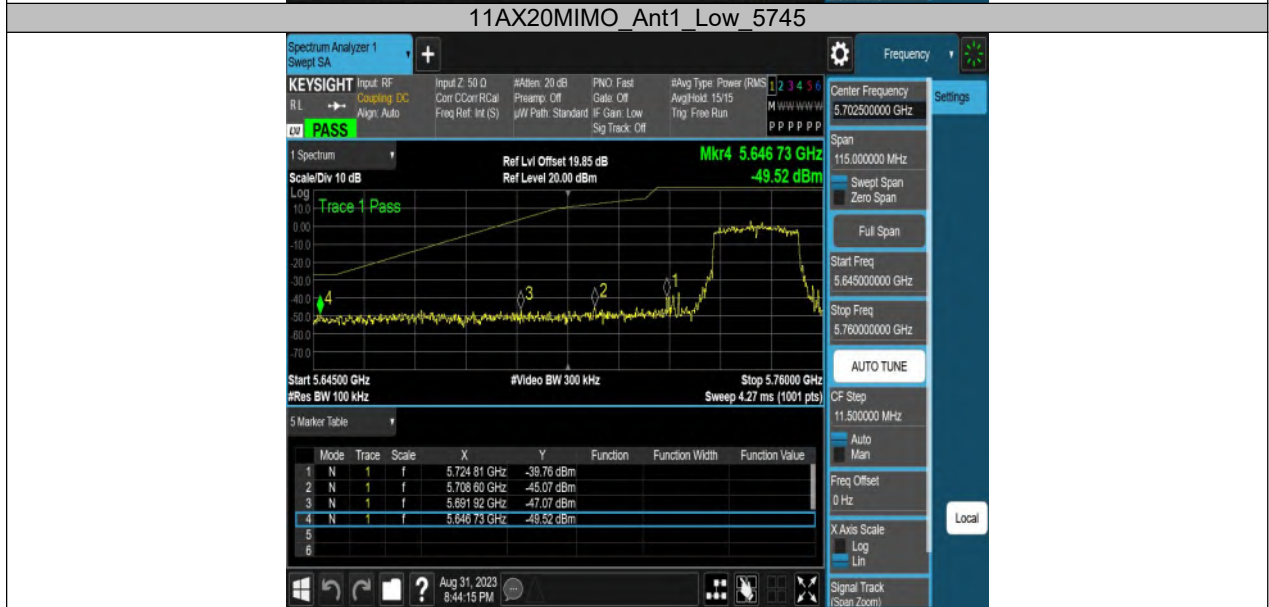 11AX20MIMO_Ant1_Low_5745
Spectrum Analyzer 1
Swept SA
+
Frequency
KEYSIGHT
RL
LXI
PASS
Input: RF
Coupling: DC
Align: Auto
Input Z: 50 Ω
Corr CCorr RCal
Freq Ref: Int (S)
#Atten: 20 dB
Preamp: Off
µW Path: Standard
PNO: Fast
Gate: Off
IF Gain: Low
Sig Track: Off
#Avg Type: Power (RMS
Avg|Hold: 15/15
Trig: Free Run
1 2 3 4 5 6
M W W W W W
P P P P P P
1 Spectrum
Scale/Div 10 dB
Ref Lvl Offset 19.85 dB
Ref Level 20.00 dBm
Mkr4 5.646 73 GHz
-49.52 dBm
Log
Trace 1 Pass
10.0
0.00
-10.0
-20.0
-30.0
-40.0
-50.0
-60.0
-70.0
4
3
2
1
Start 5.64500 GHz
#Res BW 100 kHz
#Video BW 300 kHz
Stop 5.76000 GHz
Sweep 4.27 ms (1001 pts)
5 Marker Table
Mode Trace Scale X Y Function Function Width Function Value
1 N 1 f 5.724 81 GHz -39.76 dBm
2 N 1 f 5.708 60 GHz -45.07 dBm
3 N 1 f 5.691 92 GHz -47.07 dBm
4 N 1 f 5.646 73 GHz -49.52 dBm
5
6
?
Aug 31, 2023
8:44:15 PM
Center Frequency
5.702500000 GHz
Settings
Span
115.000000 MHz
Swept Span
Zero Span
Full Span
Start Freq
5.645000000 GHz
Stop Freq
5.760000000 GHz
AUTO TUNE
CF Step
11.500000 MHz
Auto
Man
Freq Offset
0 Hz
Local
X Axis Scale
Log
Lin
Signal Track
(Span Zoom)